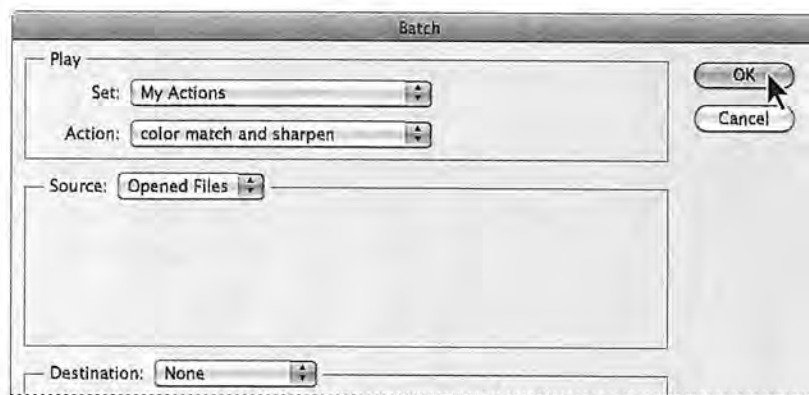 Batch
Play
Set: My Actions
OK
Action: color match and sharpen
Cancel
Source: Opened Files
Destination: None